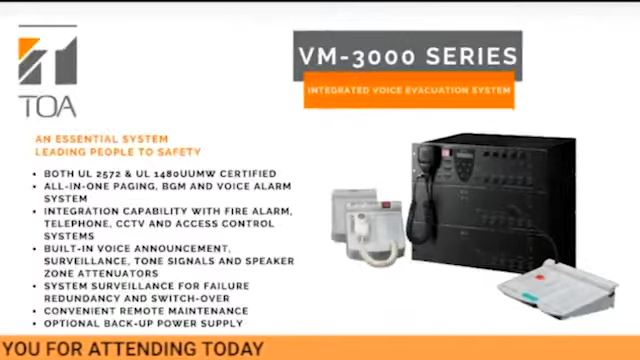 TOA
VM-3000 SERIES
INTEGRATED VOICE EVACUATION SYSTEM
AN ESSENTIAL SYSTEM
LEADING PEOPLE TO SAFETY
• BOTH UL 2572 & UL 1480UUMW CERTIFIED
• ALL-IN-ONE PAGING, BGM AND VOICE ALARM
SYSTEM
• INTEGRATION CAPABILITY WITH FIRE ALARM,
TELEPHONE, CCTV AND ACCESS CONTROL
SYSTEMS
• BUILT-IN VOICE ANNOUNCEMENT,
SURVEILLANCE, TONE SIGNALS AND SPEAKER
ZONE ATTENUATORS
• SYSTEM SURVEILLANCE FOR FAILURE
REDUNDANCY AND SWITCH-OVER
• CONVENIENT REMOTE MAINTENANCE
• OPTIONAL BACK-UP POWER SUPPLY
YOU FOR ATTENDING TODAY